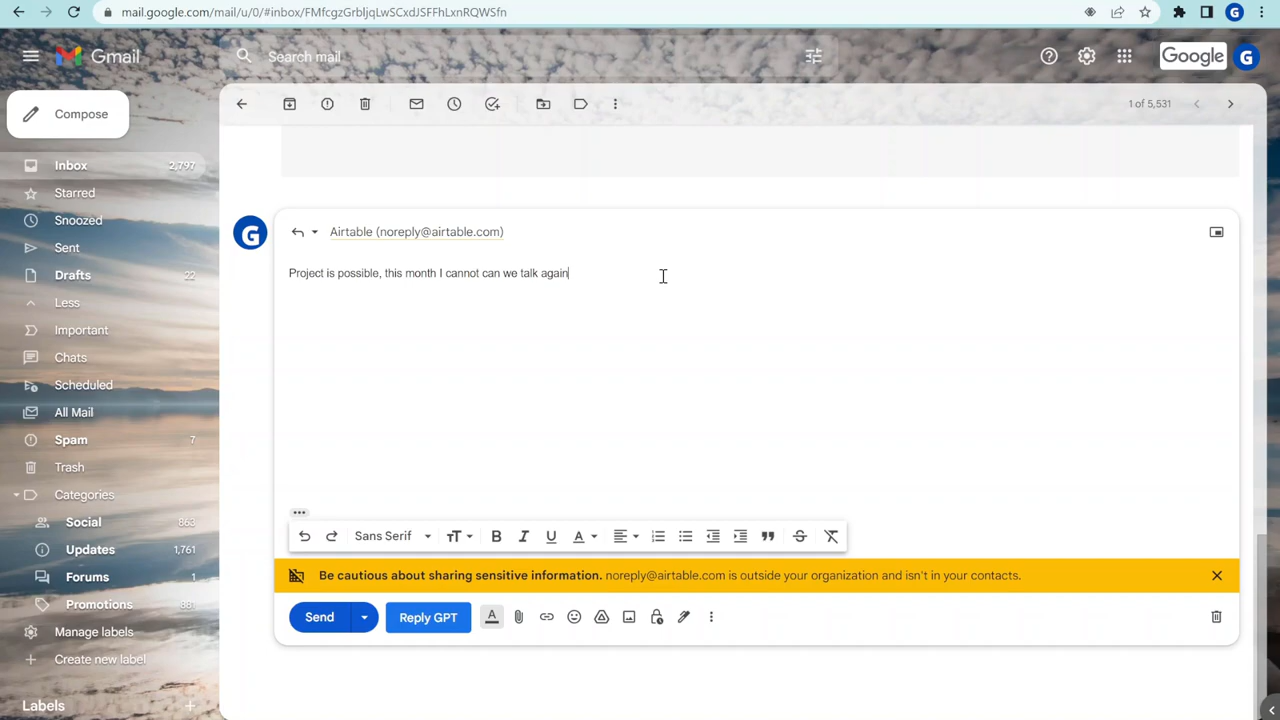 mail.google.com/mail/u/0/#inbox/FMfcgzGrbljqLwSCxdJSFFhLxnRQWSfn
G
Gmail
Search mail
Google
G
Compose
1 of 5,531
Inbox 2,797
Starred
Snoozed
Sent
Drafts 22
Less
Important
Chats
Scheduled
All Mail
Spam 7
Trash
Categories
Social 863
Updates 1,761
Forums 1
Promotions 881
Manage labels
Create new label
Labels
G
Airtable (noreply@airtable.com)
Project is possible, this month I cannot can we talk again
Sans Serif
Be cautious about sharing sensitive information. noreply@airtable.com is outside your organization and isn't in your contacts.
Send Reply GPT